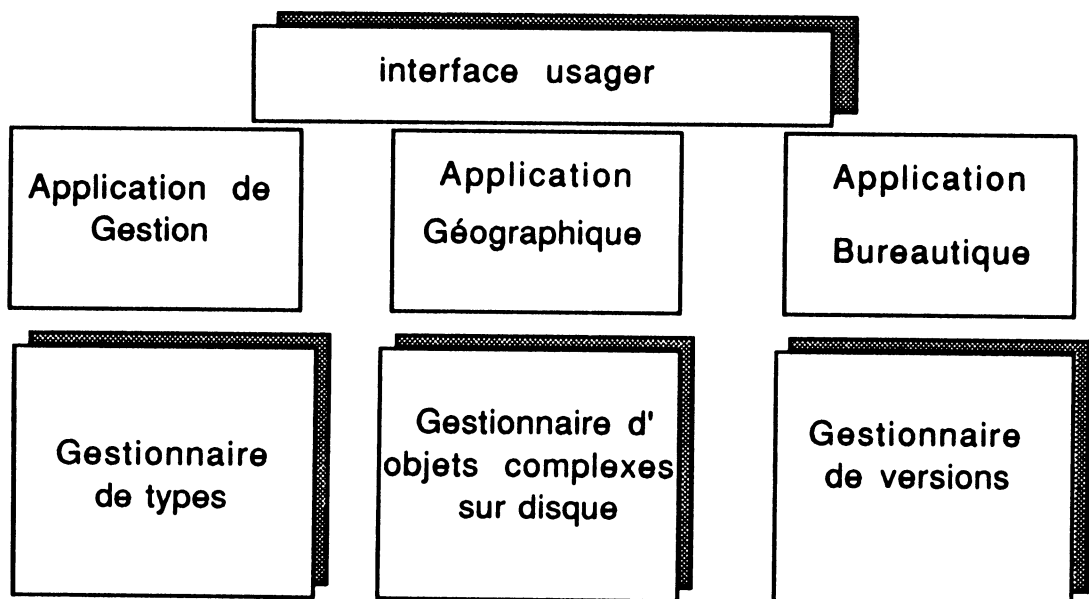 interface usager
Application de
Gestion
Application
Géographique
Application
Bureautique
Gestionnaire
de types
Gestionnaire d'
objets complexes
sur disque
Gestionnaire
de versions